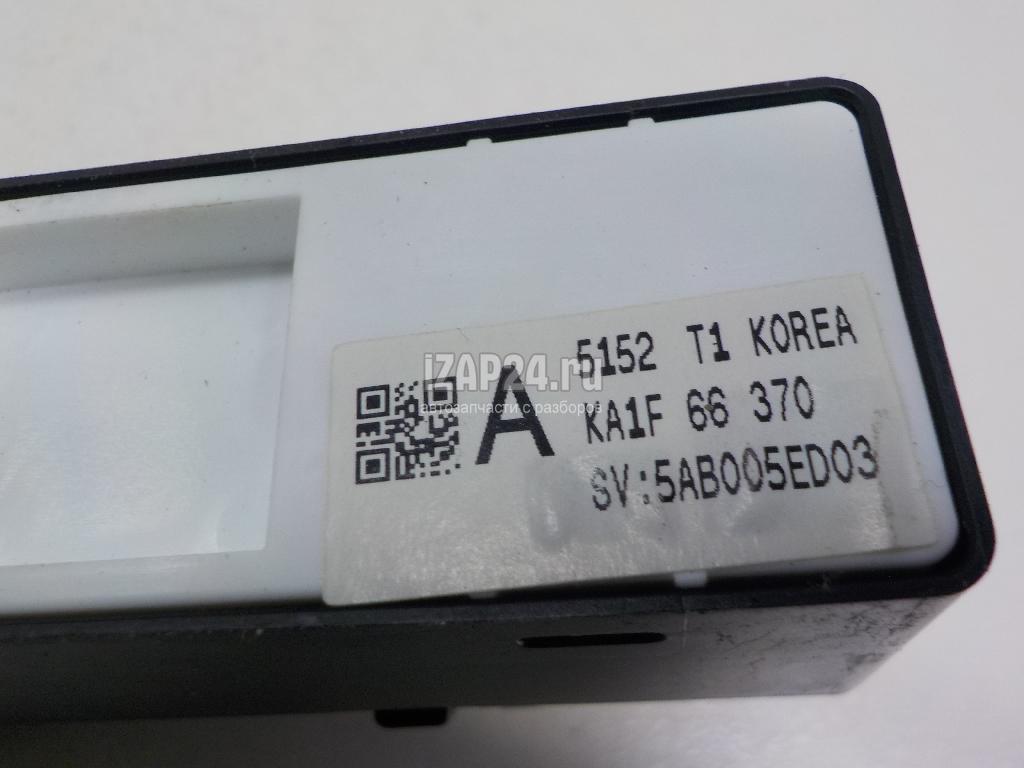 5152 T1 KOREA
iZAP24.ru
A
автозапчасти с разборов
KA1F 66 370
SV:5AB005ED03